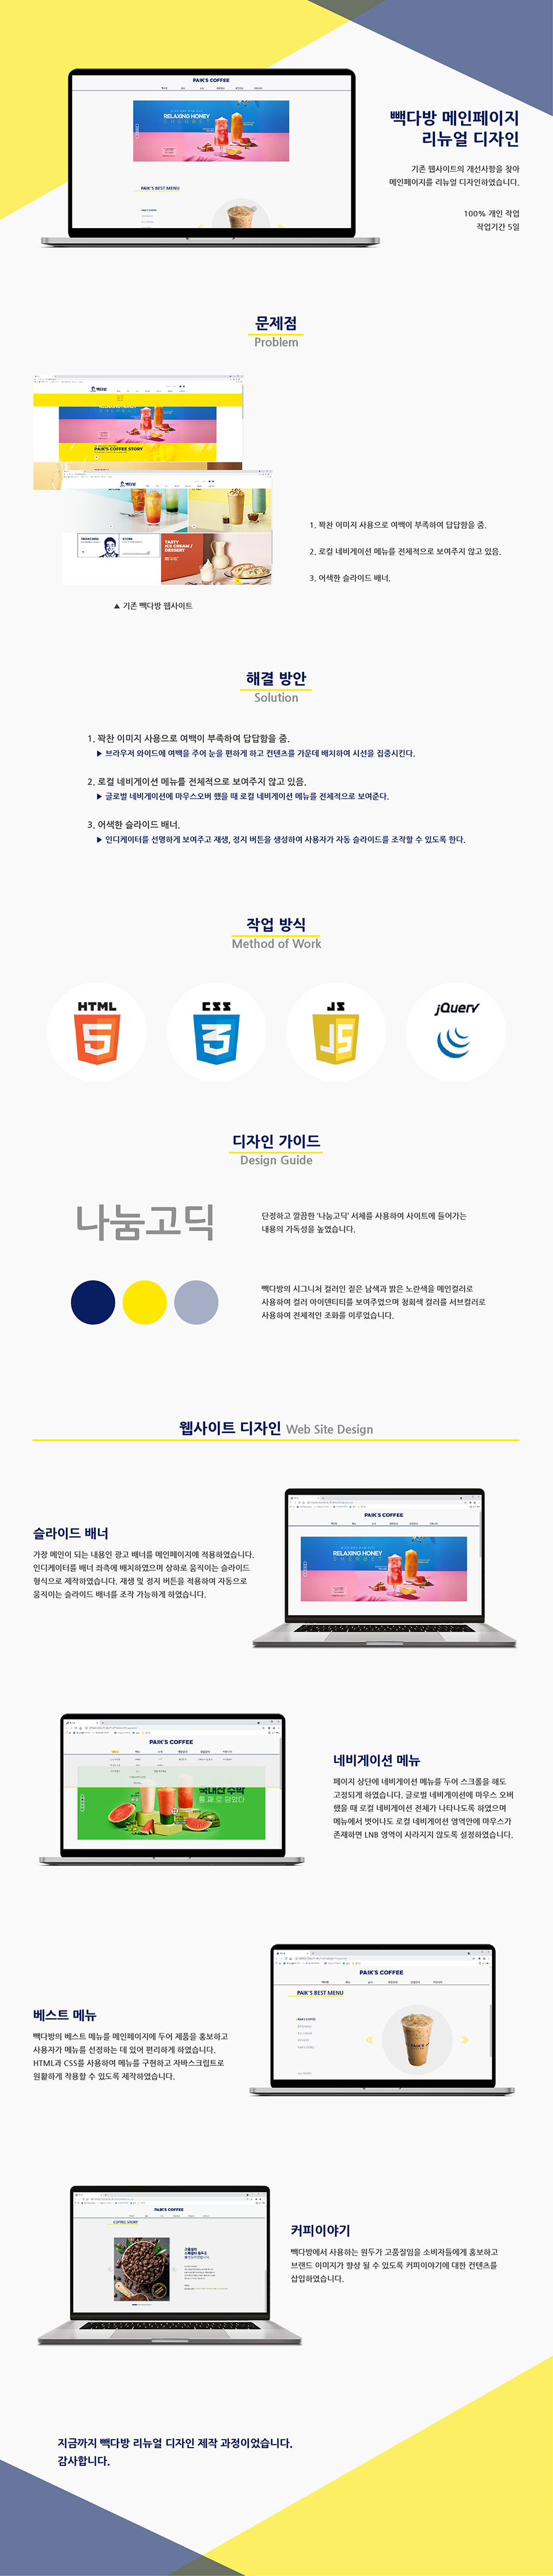 PAIK'S COFFEE
RELAXING HONEY
SHERBET
PAIK'S BEST MENU
빽다방 메인페이지
리뉴얼 디자인
기존 웹사이트의 개선사항을 찾아
메인페이지를 리뉴얼 디자인하였습니다.
100% 개인 작업
작업기간 5일
문제점
Problem
빽다방
PAIK'S COFFEE STORY
TASTY
ICE CREAM /
DESSERT
▲ 기존 빽다방 웹사이트
1. 꽉찬 이미지 사용으로 여백이 부족하여 답답함을 줌.
2. 로컬 네비게이션 메뉴를 전체적으로 보여주지 않고 있음.
3. 어색한 슬라이드 배너.
해결 방안
Solution
1. 꽉찬 이미지 사용으로 여백이 부족하여 답답함을 줌.
▶ 브라우저 와이드에 여백을 주어 눈을 편하게 하고 컨텐츠를 가운데 배치하여 시선을 집중시킨다.
2. 로컬 네비게이션 메뉴를 전체적으로 보여주지 않고 있음.
▶ 글로벌 네비게이션에 마우스오버 했을 때 로컬 네비게이션 메뉴를 전체적으로 보여준다.
3. 어색한 슬라이드 배너.
▶ 인디케이터를 선명하게 보여주고 재생, 정지 버튼을 생성하여 사용자가 자동 슬라이드를 조작할 수 있도록 한다.
작업 방식
Method of Work
HTML
5
CSS
3
JS
JS
jQuery
디자인 가이드
Design Guide
나눔고딕
단정하고 깔끔한 '나눔고딕' 서체를 사용하여 사이트에 들어가는
내용의 가독성을 높였습니다.
빽다방의 시그니처 컬러인 짙은 남색과 밝은 노란색을 메인컬러로
사용하여 컬러 아이덴티티를 보여주었으며 청회색 컬러를 서브컬러로
사용하여 전체적인 조화를 이루었습니다.
웹사이트 디자인 Web Site Design
슬라이드 배너
가장 메인이 되는 내용인 광고 배너를 메인페이지에 적용하였습니다.
인디케이터를 배너 좌측에 배치하였으며 상하로 움직이는 슬라이드
형식으로 제작하였습니다. 재생 및 정지 버튼을 적용하여 자동으로
움직이는 슬라이드 배너를 조작 가능하게 하였습니다.
PAIK'S COFFEE
RELAXING HONEY
SHERBET
PAIK'S COFFEE
국내산 수박
통째로 담았다
네비게이션 메뉴
페이지 상단에 네비게이션 메뉴를 두어 스크롤을 해도
고정되게 하였습니다. 글로벌 네비게이션에 마우스 오버
했을 때 로컬 네비게이션 전체가 나타나도록 하였으며
메뉴에서 벗어나도 로컬 네비게이션 영역안에 마우스가
존재하면 LNB 영역이 사라지지 않도록 설정하였습니다.
베스트 메뉴
빽다방의 베스트 메뉴를 메인페이지에 두어 제품을 홍보하고
사용자가 메뉴를 선정하는 데 있어 편리하게 하였습니다.
HTML과 CSS를 사용하여 메뉴를 구현하고 자바스크립트로
원활하게 작용할 수 있도록 제작하였습니다.
PAIK'S COFFEE
PAIK'S BEST MENU
PAIK'S COFFEE
COFFEE STORY
커피이야기
빽다방에서 사용하는 원두가 고품질임을 소비자들에게 홍보하고
브랜드 이미지가 향상 될 수 있도록 커피이야기에 대한 컨텐츠를
삽입하였습니다.
지금까지 빽다방 리뉴얼 디자인 제작 과정이었습니다.
감사합니다.